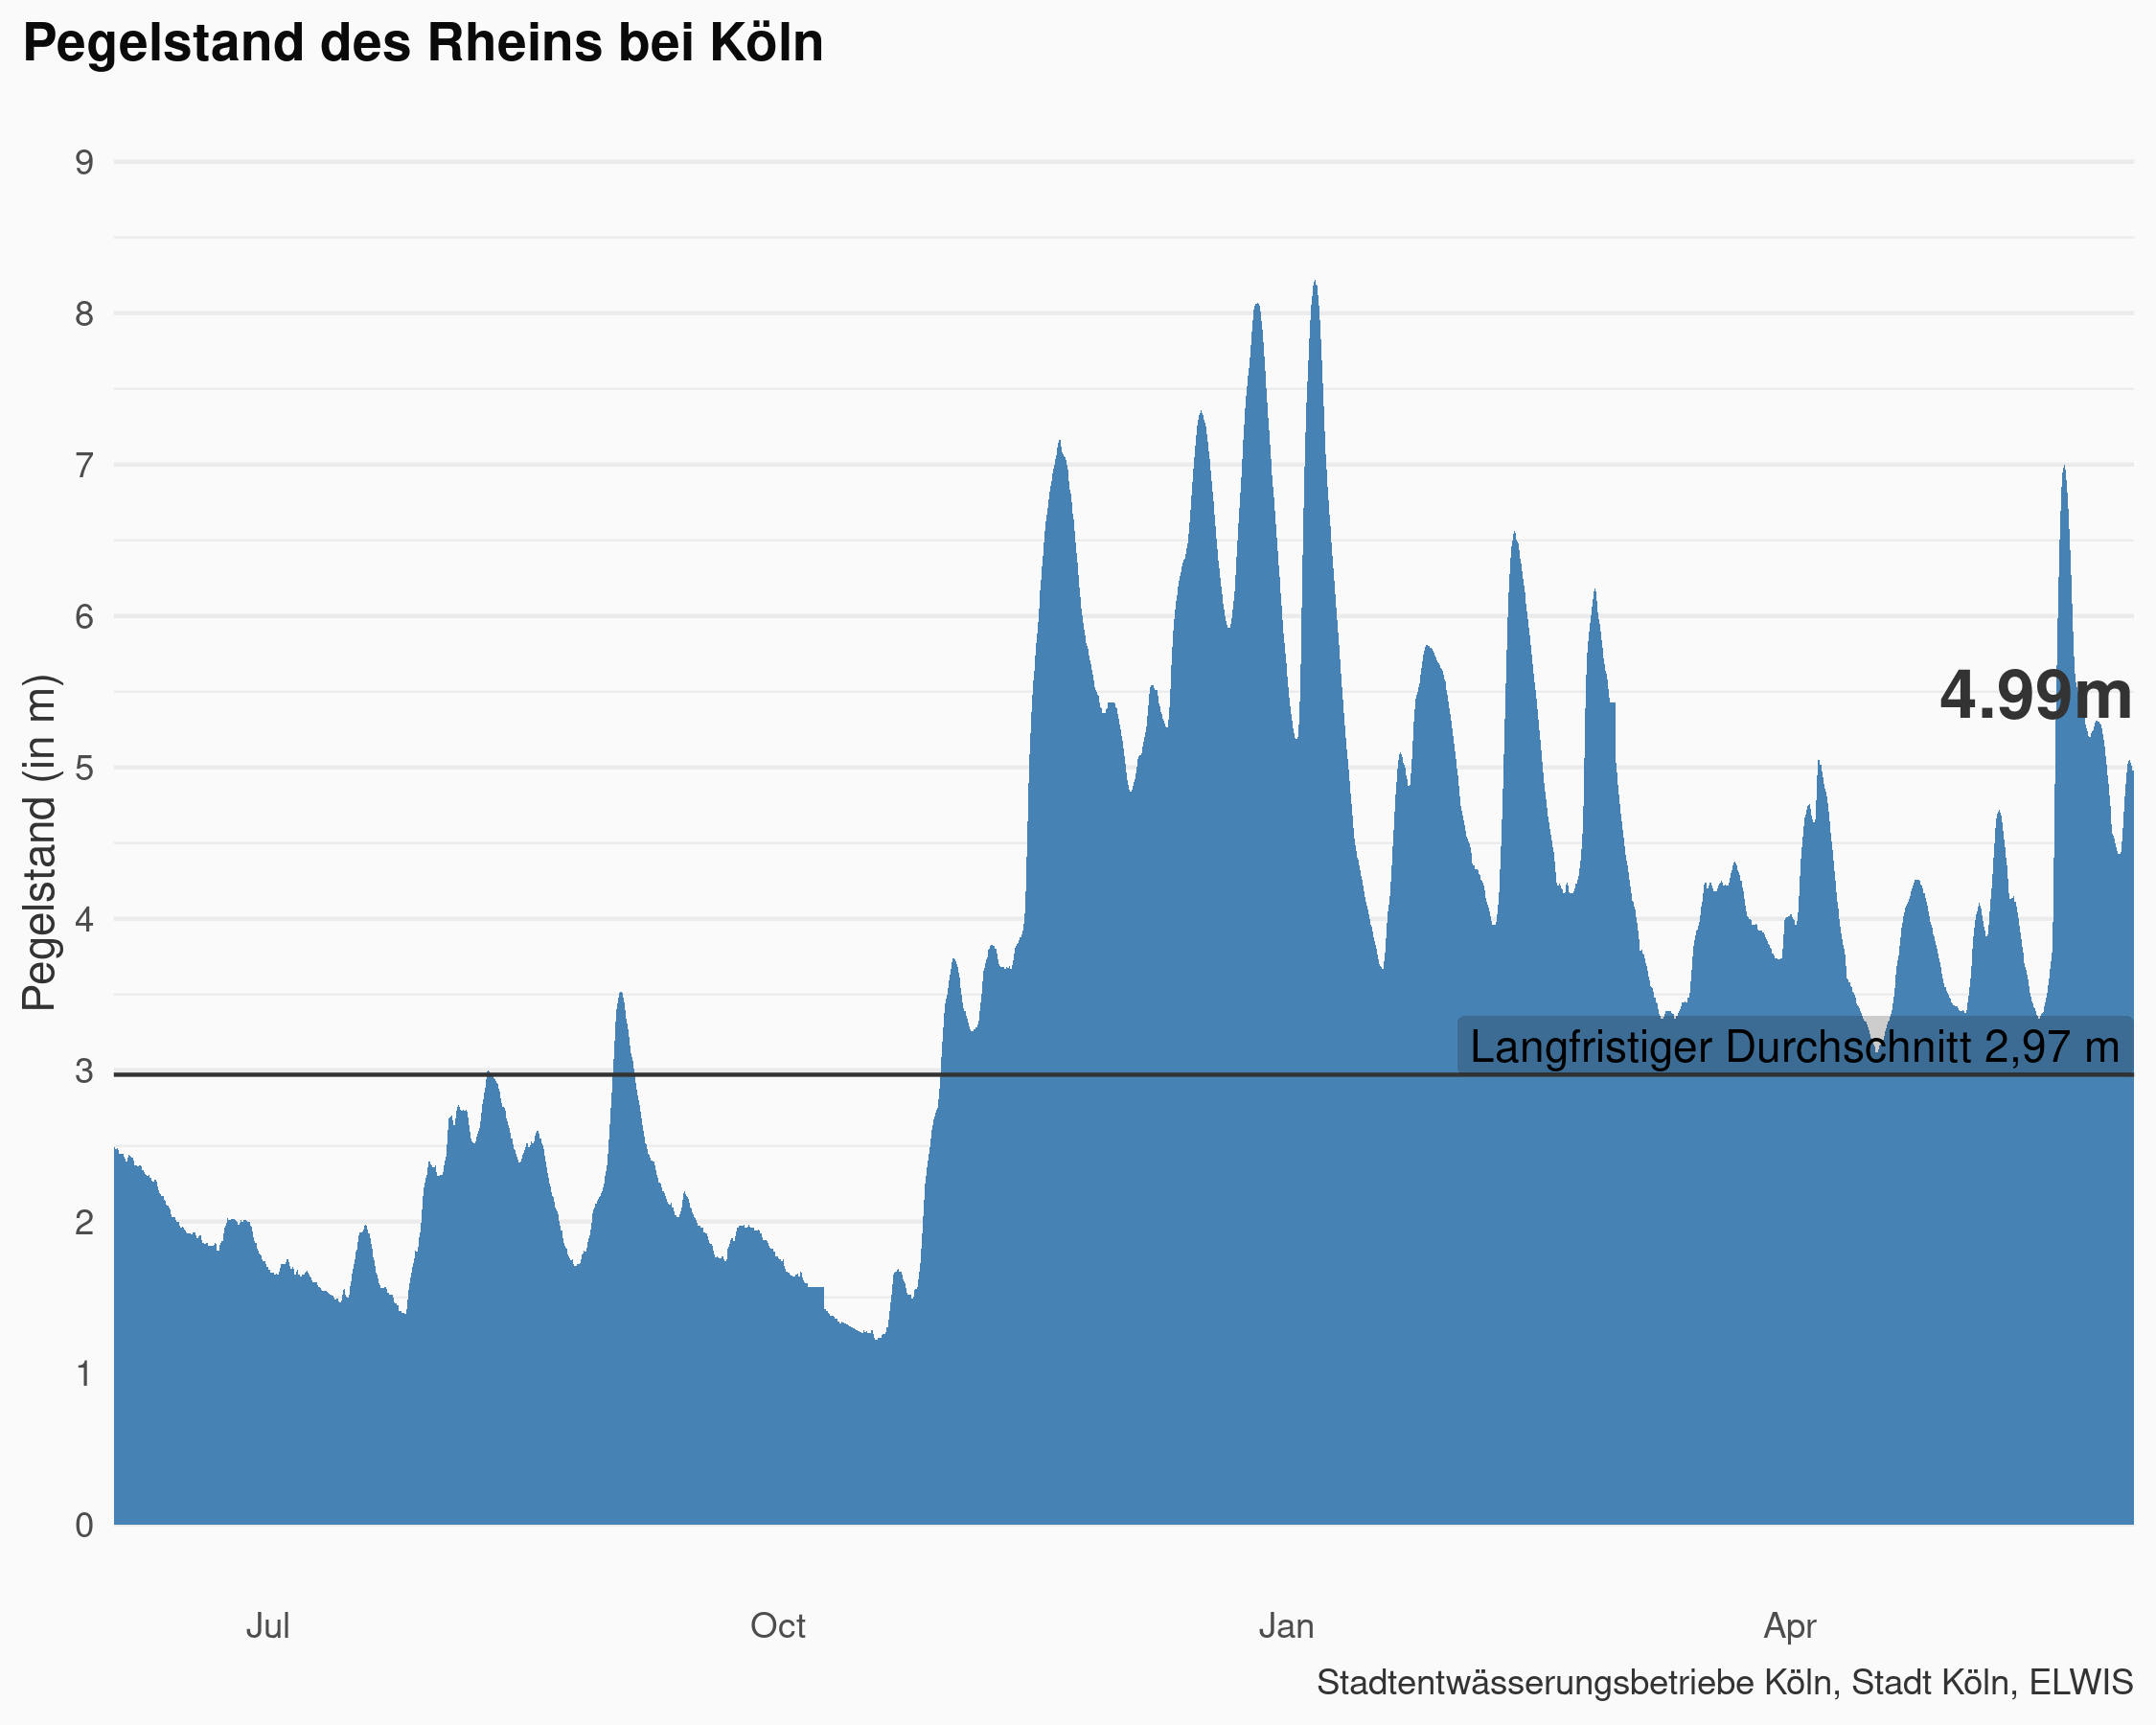 Pegelstand des Rheins bei Köln
9
8
7
6
5
4
3
2
1
0
Pegelstand (in m)
4.99m
Langfristiger Durchschnitt 2,97 m
Jul Oct Jan Apr
Stadtentwässerungsbetriebe Köln, Stadt Köln, ELWIS